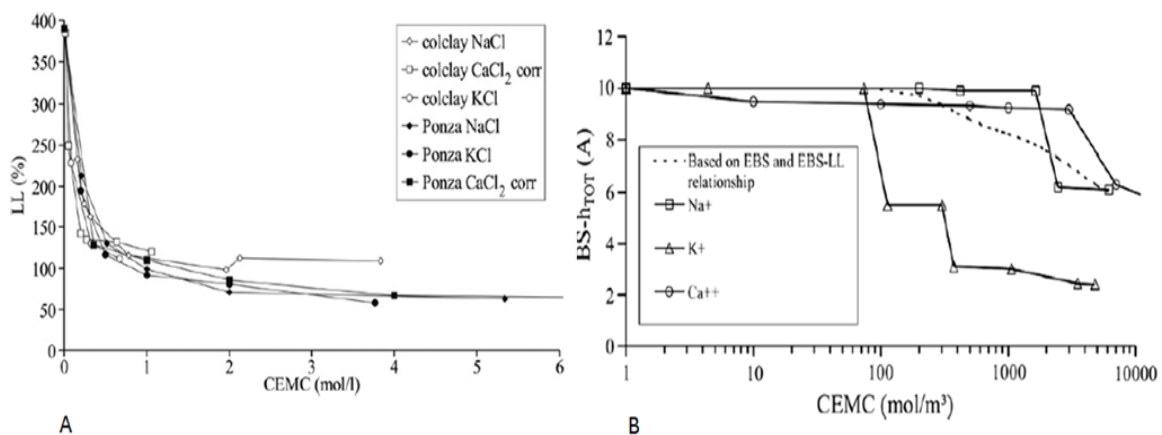 400
350
300
250
200
150
100
50
0
LL (%)
0 1 2 3 4 5 6
CEMC (mol/l)
colclay NaCl
colclay CaCl₂ corr
colclay KCl
Ponza NaCl
Ponza KCl
Ponza CaCl₂ corr
A
12
10
8
6
4
2
0
BS-hTOT (A)
Based on EBS and EBS-LL
relationship
Na+
K+
Ca++
1 10 100 1000 10000
CEMC (mol/m³)
B